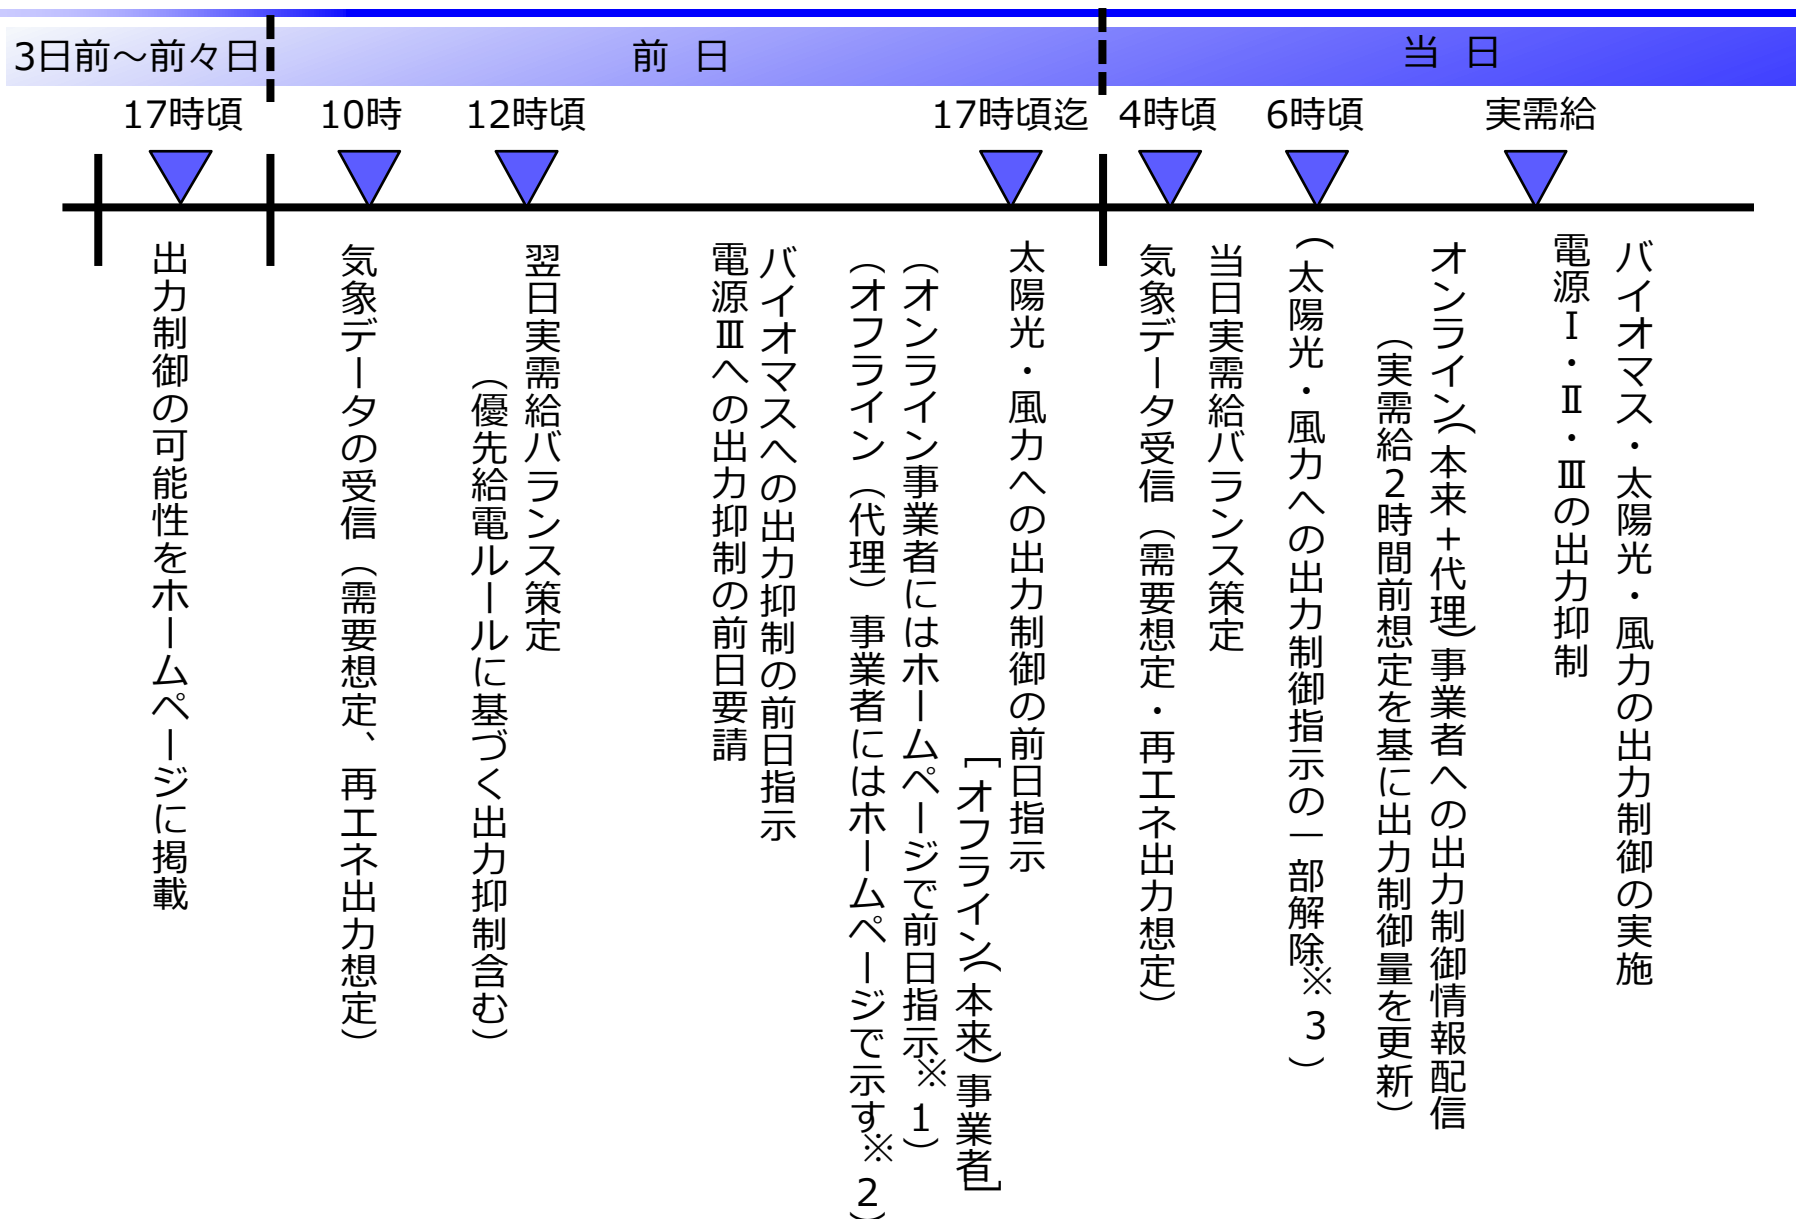 3日前～前々日
前 日
当 日
17時頃
10時
12時頃
17時頃迄
4時頃
6時頃
実需給
出力制御の可能性をホームページに掲載
気象データの受信（需要想定、再エネ出力想定）
翌日実需給バランス策定
（優先給電ルールに基づく出力抑制含む）
電源Ⅲへの出力抑制の前日要請
バイオマスへの出力抑制の前日指示
太陽光・風力への出力制御の前日指示
［オフライン(本来)事業者］
（オンライン事業者にはホームページで前日指示※1）
（オフライン（代理）事業者にはホームページで示す※2）
気象データ受信（需要想定・再エネ出力想定）
当日実需給バランス策定
（太陽光・風力への出力制御指示の一部解除※3）
オンライン(本来＋代理)事業者への出力制御情報配信
（実需給2時間前想定を基に出力制御量を更新）
電源Ⅰ・Ⅱ・Ⅲの出力抑制
バイオマス・太陽光・風力の出力制御の実施